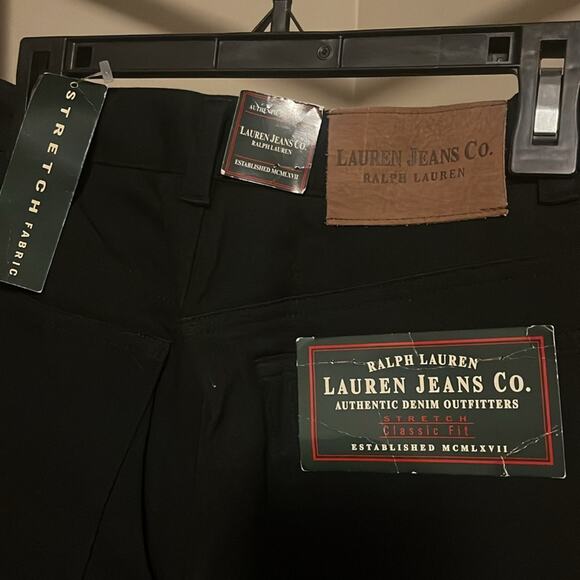 STRETCH FABRIC
LAUREN JEANS CO.
RALPH LAUREN
ESTABLISHED MCMLXVII
LAUREN JEANS CO.
RALPH LAUREN
RALPH LAUREN
LAUREN JEANS CO.
AUTHENTIC DENIM OUTFITTERS
STRETCH
Classic Fit
ESTABLISHED MCMLXVII